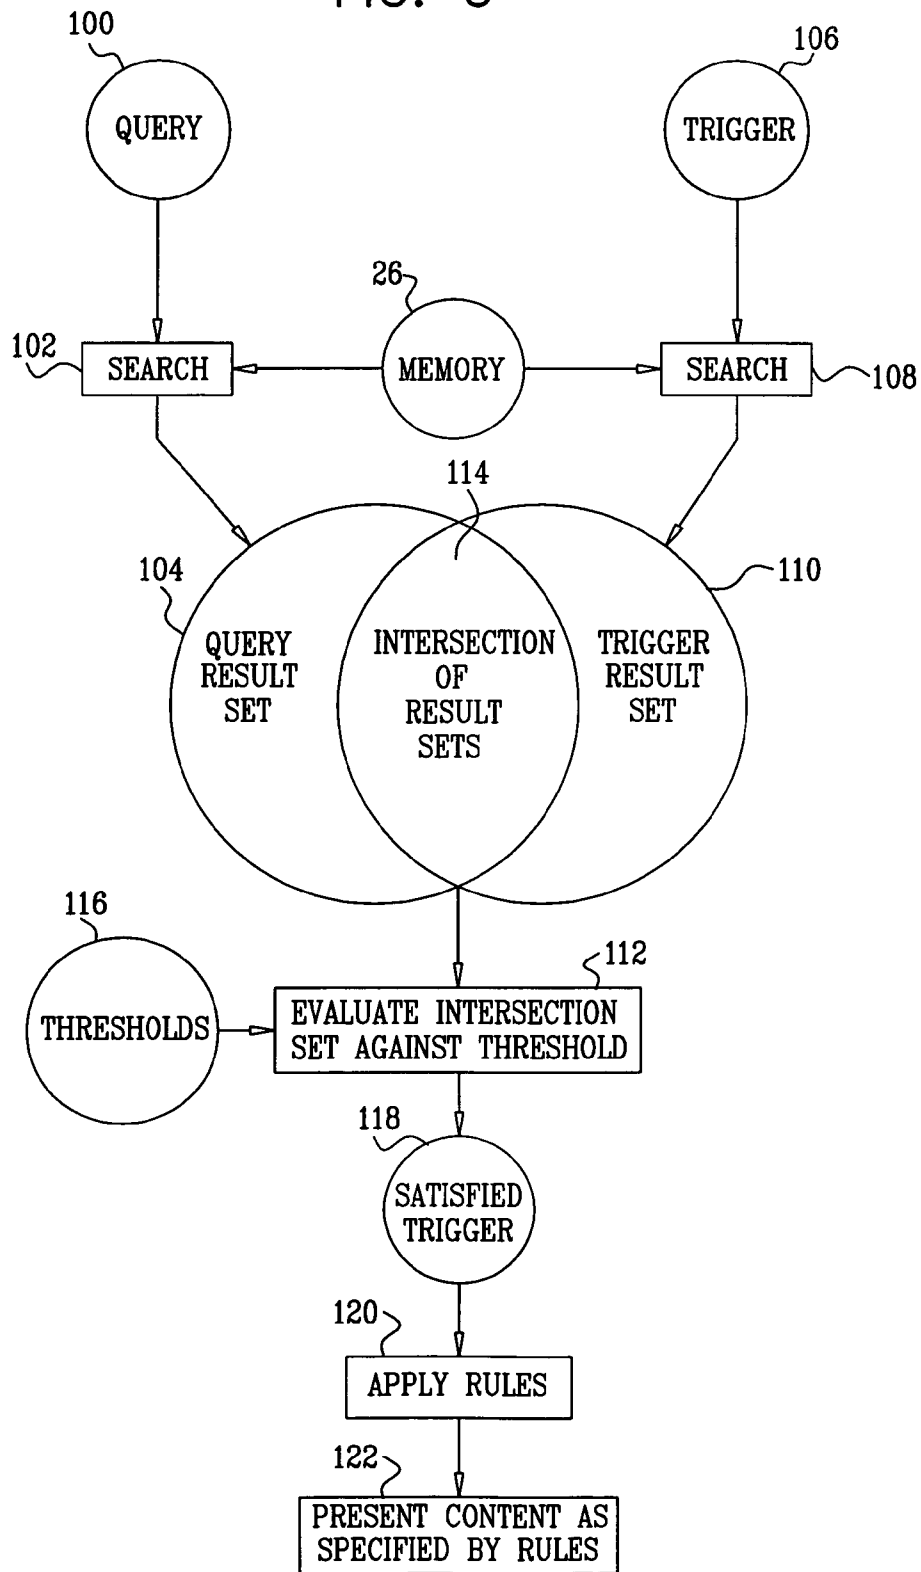 100
106
QUERY
TRIGGER
26
102
SEARCH
MEMORY
SEARCH
108
114
104
110
QUERY
RESULT
SET
INTERSECTION
OF
RESULT
SETS
TRIGGER
RESULT
SET
116
112
THRESHOLDS
EVALUATE INTERSECTION
SET AGAINST THRESHOLD
118
SATISFIED
TRIGGER
120
APPLY RULES
122
PRESENT CONTENT AS
SPECIFIED BY RULES